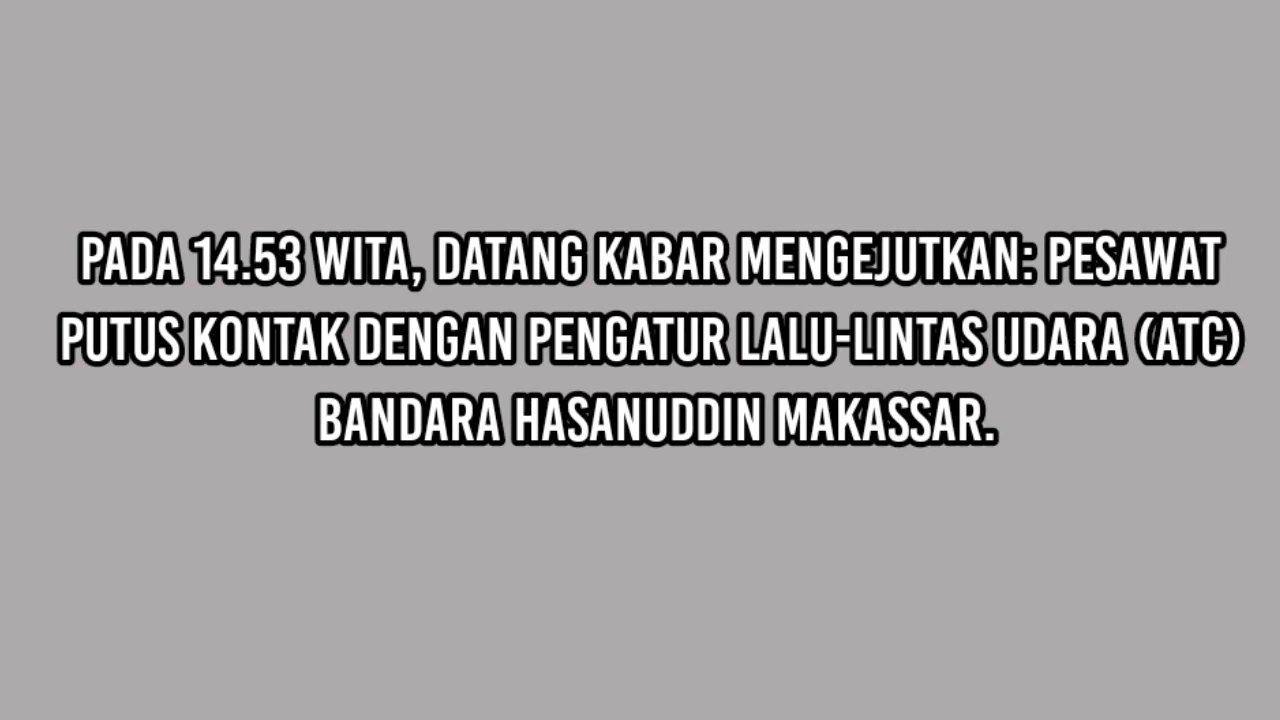 PADA 14.53 WITA, DATANG KABAR MENGEJUTKAN: PESAWAT
PUTUS KONTAK DENGAN PENGATUR LALU-LINTAS UDARA (ATC)
BANDARA HASANUDDIN MAKASSAR.